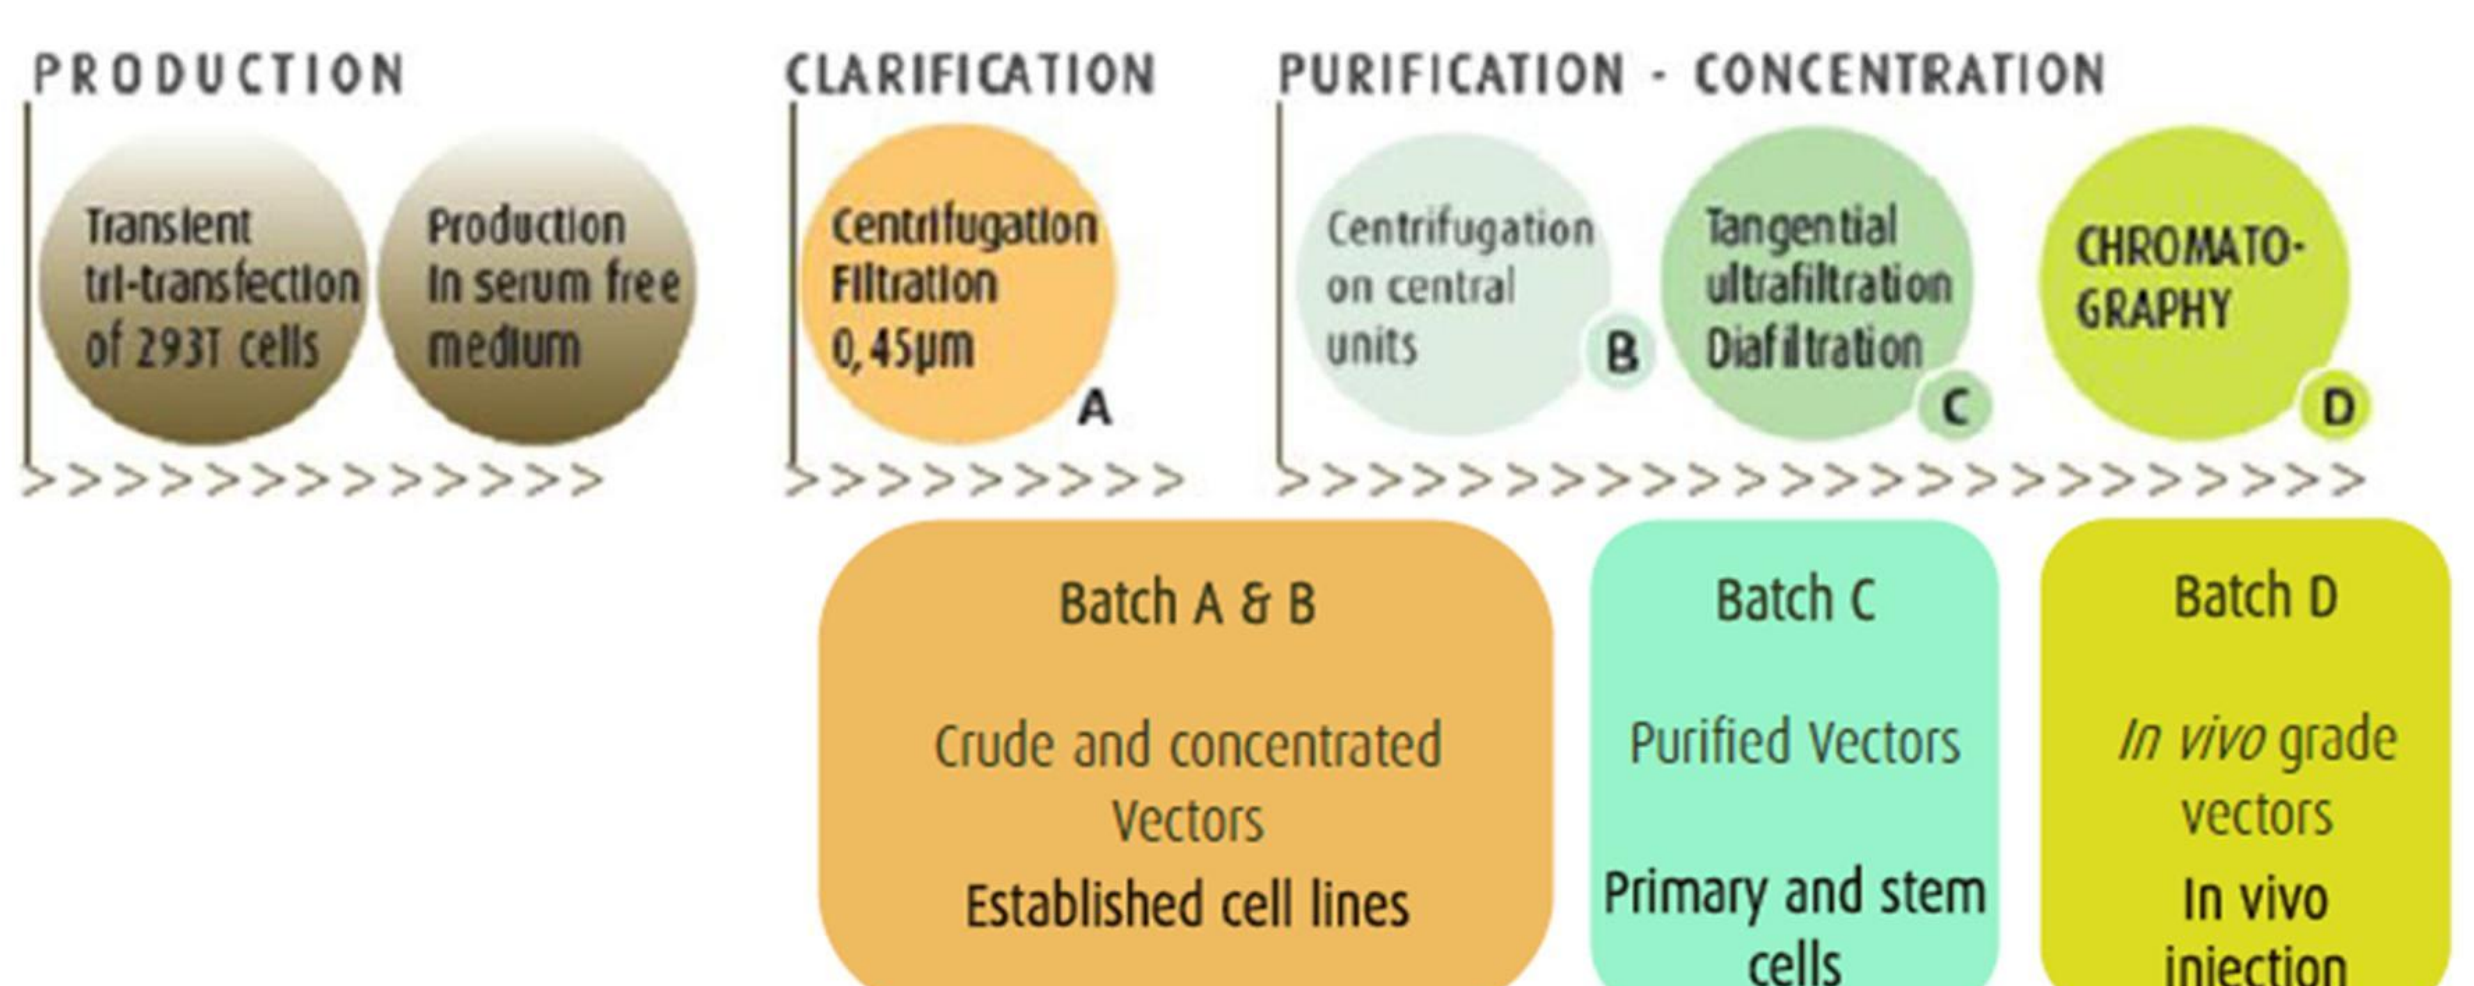 PRODUCTION
Transient
tri-transfection
of 293T cells
Production
in serum free
medium
CLARIFICATION
Centrifugation
Filtration
0,45µm
A
PURIFICATION - CONCENTRATION
Centrifugation
on central
units
B
Tangential
ultrafiltration
Diafiltration
C
CHROMATO-
GRAPHY
D
Batch A & B
Crude and concentrated
Vectors
Established cell lines
Batch C
Purified Vectors
Primary and stem
cells
Batch D
In vivo grade
vectors
In vivo
injection